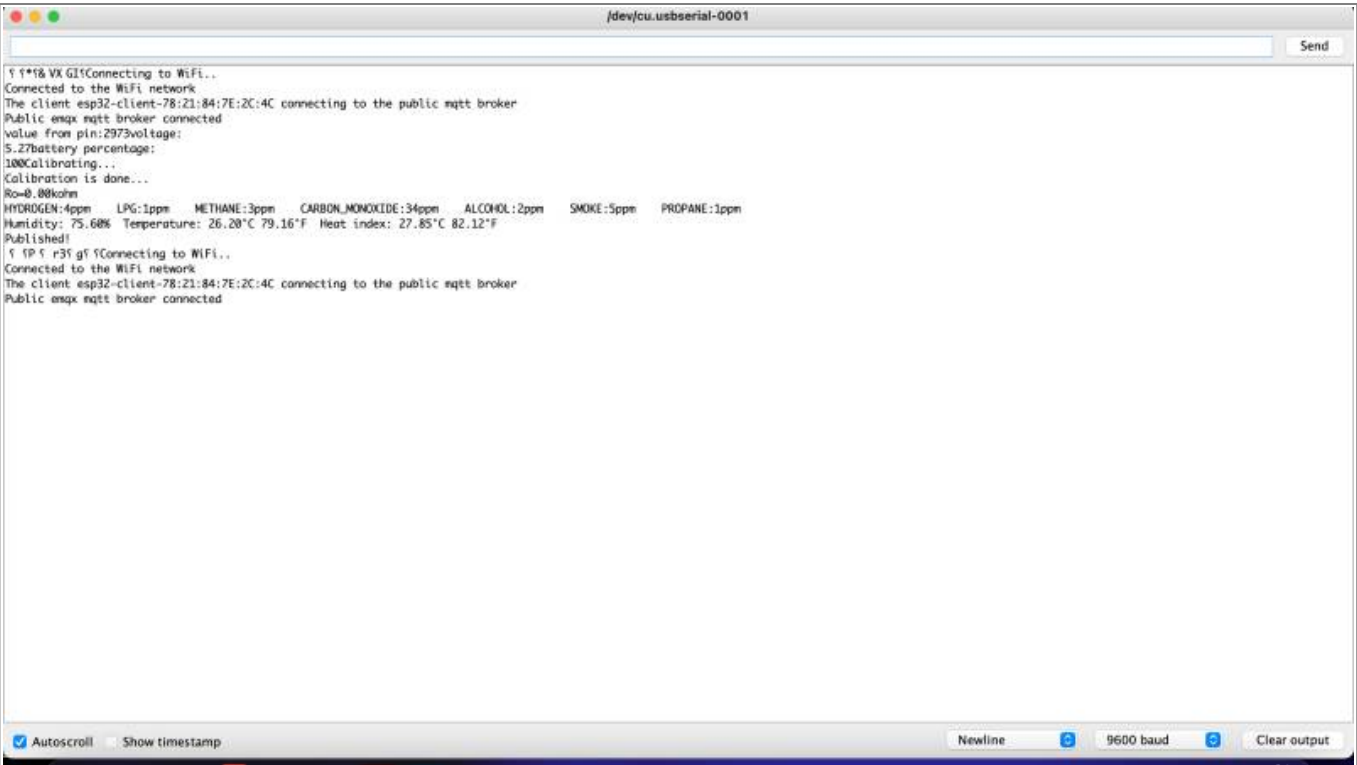 /dev/cu.usbserial-0001
Send
Connecting to WiFi..
Connected to the WiFi network
The client esp32-client-78:21:84:7E:2C:4C connecting to the public mqtt broker
Public emqx mqtt broker connected
value from pin:2973voltage:
5.27battery percentage:
100Calibrating...
Calibration is done...
Ro=0.00kohm
HYDROGEN:4ppm LPG:1ppm METHANE:3ppm CARBON_MONOXIDE:34ppm ALCOHOL:2ppm SMOKE:5ppm PROPANE:1ppm
Humidity: 75.60% Temperature: 26.20°C 79.16°F Heat index: 27.85°C 82.12°F
Published!
Connecting to WiFi..
Connected to the WiFi network
The client esp32-client-78:21:84:7E:2C:4C connecting to the public mqtt broker
Public emqx mqtt broker connected
Autoscroll Show timestamp Newline 9600 baud Clear output